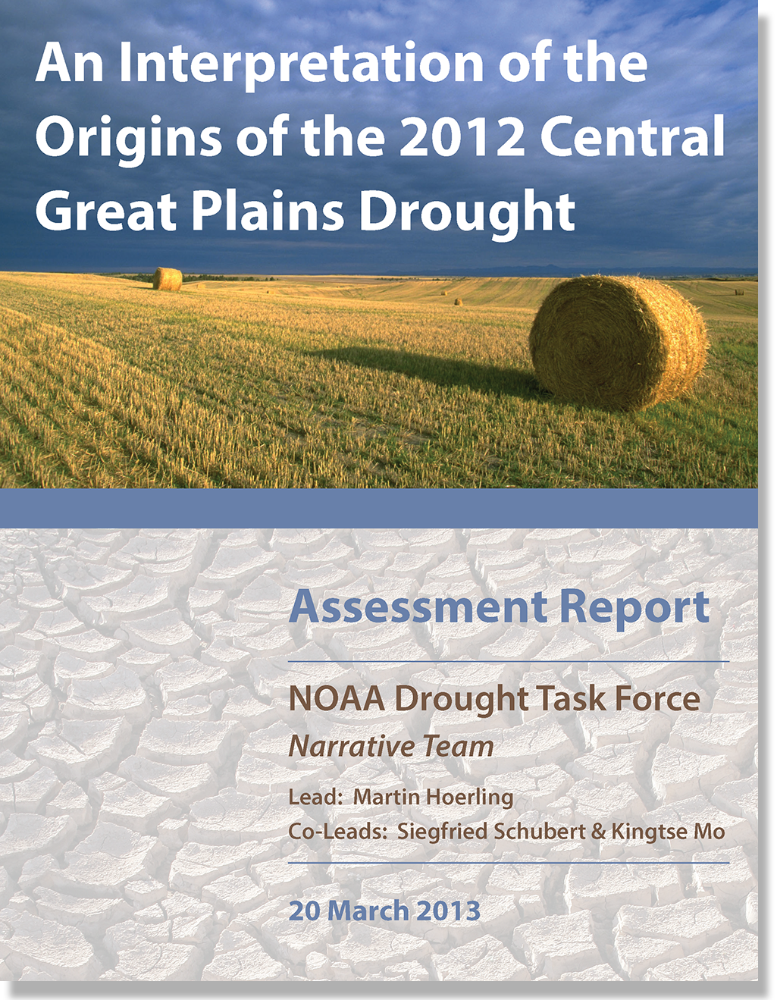 An Interpretation of the
Origins of the 2012 Central
Great Plains Drought
Assessment Report
NOAA Drought Task Force
Narrative Team
Lead: Martin Hoerling
Co-Leads: Siegfried Schubert & Kingtse Mo
20 March 2013